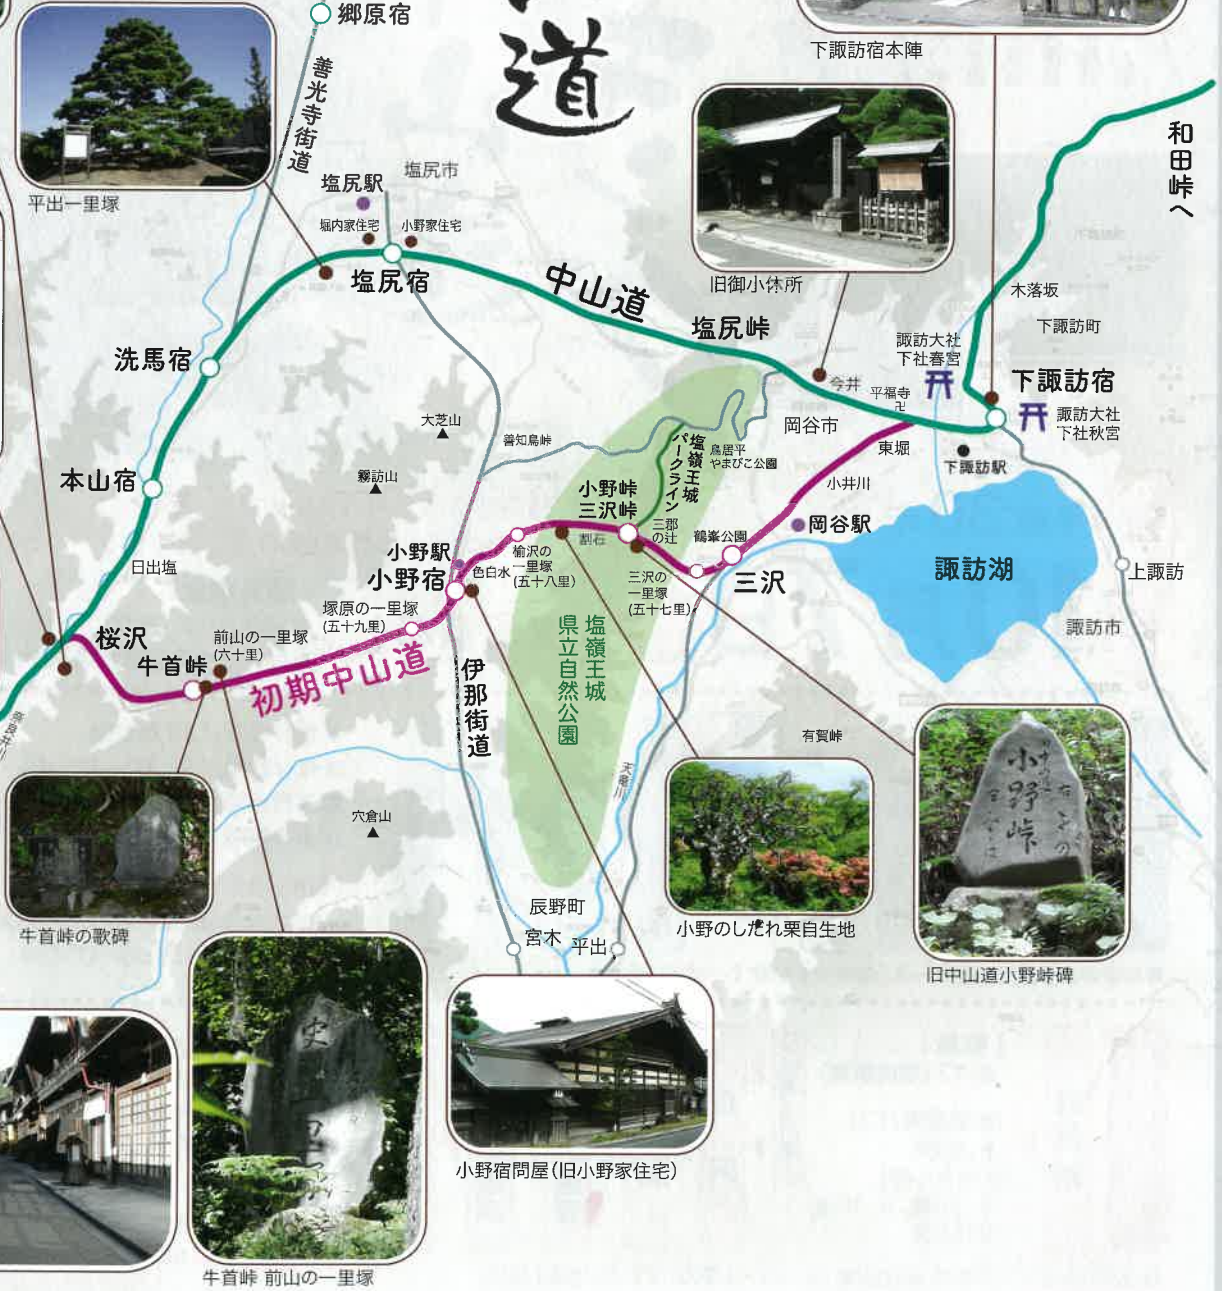 道
郷原宿
善光寺街道
下諏訪宿本陣
和田峠へ
平出一里塚
塩尻市
塩尻駅
堀内家住宅
小野家住宅
塩尻宿
中山道
旧御小休所
塩尻峠
木落坂
下諏訪町
諏訪大社
下社春宮
洗馬宿
今井
平福寺
卍
下諏訪宿
諏訪大社
下社秋宮
大芝山
善知鳥峠
塩嶺王城
パークライン
鳥居平
やまびこ公園
岡谷市
東堀
下諏訪駅
本山宿
霧訪山
小野峠
三沢峠
小井川
岡谷駅
日出塩
小野駅
小野宿
色白水
楡沢の
一里塚
(五十八里)
割石
三郡
の辻
鶴峯公園
三沢
諏訪湖
上諏訪
三沢の
一里塚
(五十七里)
塚原の一里塚
(五十九里)
桜沢
前山の一里塚
(六十里)
牛首峠
初期中山道
塩嶺王城
県立自然公園
諏訪市
伊那街道
奈良井川
有賀峠
天竜川
小野峠
穴倉山
牛首峠の歌碑
辰野町
宮木
平出
小野のしだれ栗自生地
旧中山道小野峠碑
史
小野宿問屋(旧小野家住宅)
牛首峠 前山の一里塚